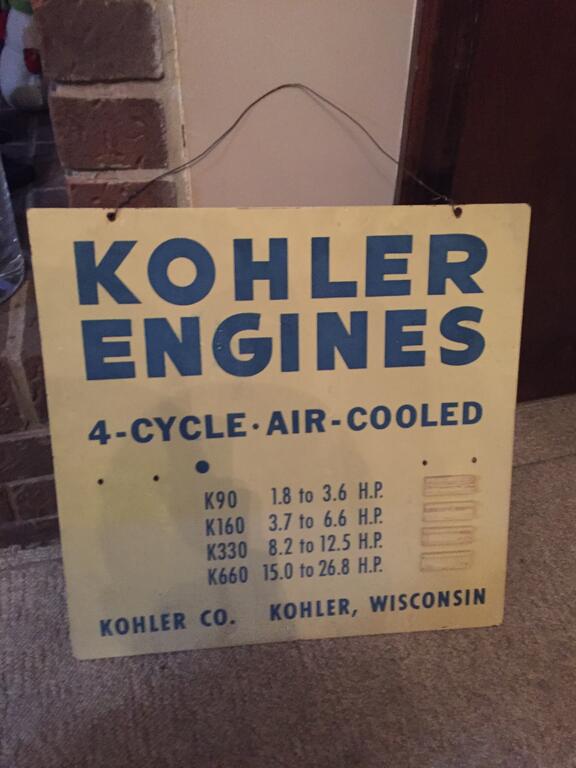 KOHLER
ENGINES
4-CYCLE·AIR-COOLED
K90 1.8 to 3.6 H.P.
K160 3.7 to 6.6 H.P.
K330 8.2 to 12.5 H.P.
K660 15.0 to 26.8 H.P.
KOHLER CO. KOHLER, WISCONSIN